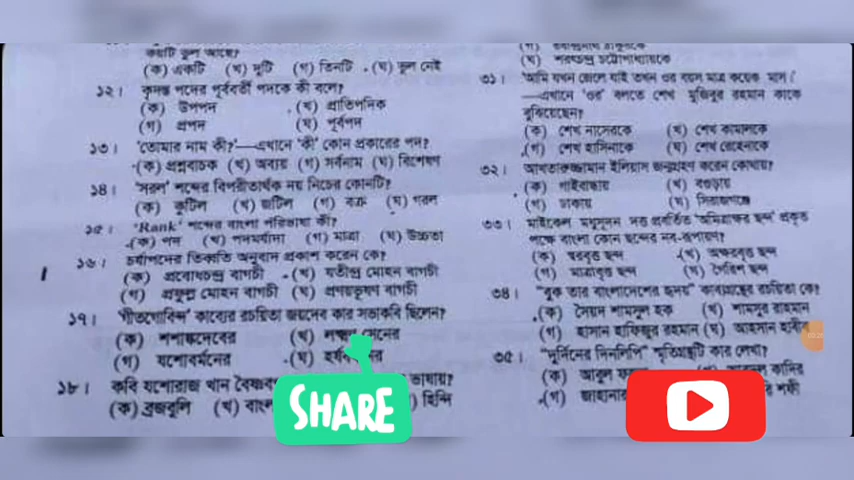 কয়টি ভুল আছে?
(ক) একটি (খ) দুটি (গ) তিনটি (ঘ) ভুল নেই
১২। কৃদন্ত পদের পূর্ববর্তী পদকে কী বলে?
(ক) উপপদ (খ) প্রাতিপদিক
(গ) প্রপদ (ঘ) পূর্বপদ
১৩। 'তোমার নাম কী?'—এখানে 'কী' কোন প্রকারের পদ?
(ক) প্রশ্নবাচক (খ) অব্যয় (গ) সর্বনাম (ঘ) বিশেষণ
১৪। 'সরল' শব্দের বিপরীতার্থক নয় নিচের কোনটি?
(ক) কুটিল (খ) জটিল (গ) বক্র (ঘ) গরল
১৫। 'Rank' শব্দের বাংলা পরিভাষা কী?
(ক) পদ (খ) পদমর্যাদা (গ) মাত্রা (ঘ) উচ্চতা
১৬। চর্যাপদের তিব্বতি অনুবাদ প্রকাশ করেন কে?
(ক) প্রবোধচন্দ্র বাগচী (খ) যতীন্দ্র মোহন বাগচী
(গ) প্রফুল্ল মোহন বাগচী (ঘ) প্রণয়ভূষণ বাগচী
১৭। 'গীতগোবিন্দ' কাব্যের রচয়িতা জয়দেব কার সভাকবি ছিলেন?
(ক) শশাঙ্কদেবের (খ) লক্ষ্মণ সেনের
(গ) যশোবর্মনের (ঘ)
১৮। কবি যশোরাজ খান ভাষায়?
(ক) ব্রজবুলি (খ) হিন্দি
(ঘ) শরৎচন্দ্র চট্টোপাধ্যায়কে
৩১। 'আমি যখন জেলে যাই তখন ওর বয়স মাত্র কয়েক মাস।'
—এখানে 'ওর' বলতে শেখ মুজিবুর রহমান কাকে
বুঝিয়েছেন?
(ক) শেখ নাসেরকে (খ) শেখ কামালকে
(গ) শেখ হাসিনাকে (ঘ) শেখ রেহেনাকে
৩২। আখতারুজ্জামান ইলিয়াস জন্মগ্রহণ করেন কোথায়?
(ক) গাইবান্ধায় (খ) বগুড়ায়
(গ) ঢাকায় (ঘ) সিরাজগঞ্জে
৩৩। মাইকেল মধুসূদন দত্ত প্রবর্তিত 'অমিত্রাক্ষর ছন্দ' প্রকৃত
পক্ষে বাংলা কোন ছন্দের নব-রূপায়ণ?
(ক) স্বরবৃত্ত ছন্দ (খ) অক্ষরবৃত্ত ছন্দ
(গ) মাত্রাবৃত্ত ছন্দ (ঘ) গৈরিশ ছন্দ
৩৪। "বুক তার বাংলাদেশের হৃদয়" কাব্যগ্রন্থের রচয়িতা কে?
(ক) সৈয়দ শামসুল হক (খ) শামসুর রাহমান
(গ) হাসান হাফিজুর রহমান (ঘ) আহসান হাবীব
৩৫। "দুর্দিনের দিনলিপি" স্মৃতিগ্রন্থটি কার লেখা?
(ক) আবুল কাদির
(গ)
SHARE